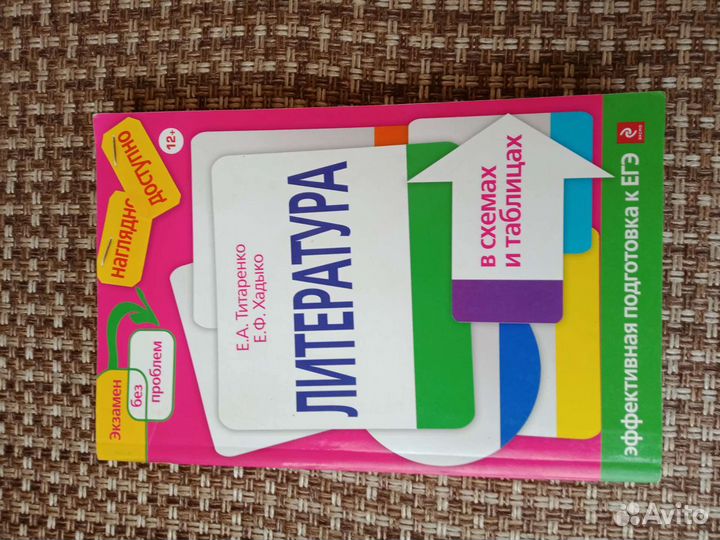 Экзамен
без
проблем
наглядно
доступно
12+
Е.А. Титаренко
Е.Ф. Хадыко
ЛИТЕРАТУРА
в схемах
и таблицах
эффективная подготовка к ЕГЭ
Avito